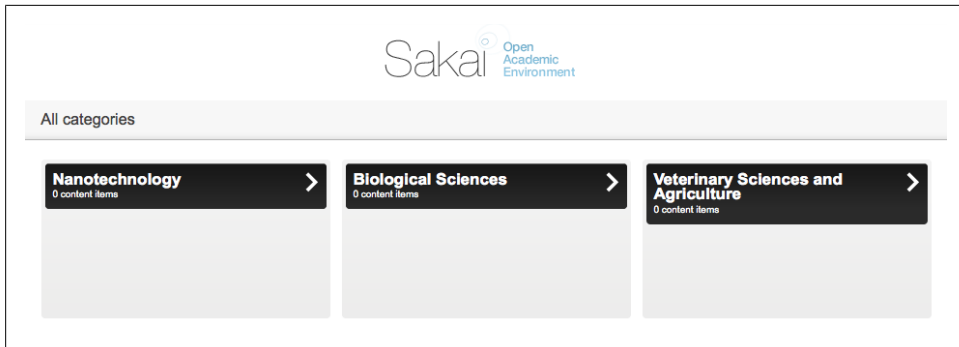 Sakai
Open
Academic
Environment
All categories
Nanotechnology
0 content items
Biological Sciences
0 content items
Veterinary Sciences and
Agriculture
0 content items